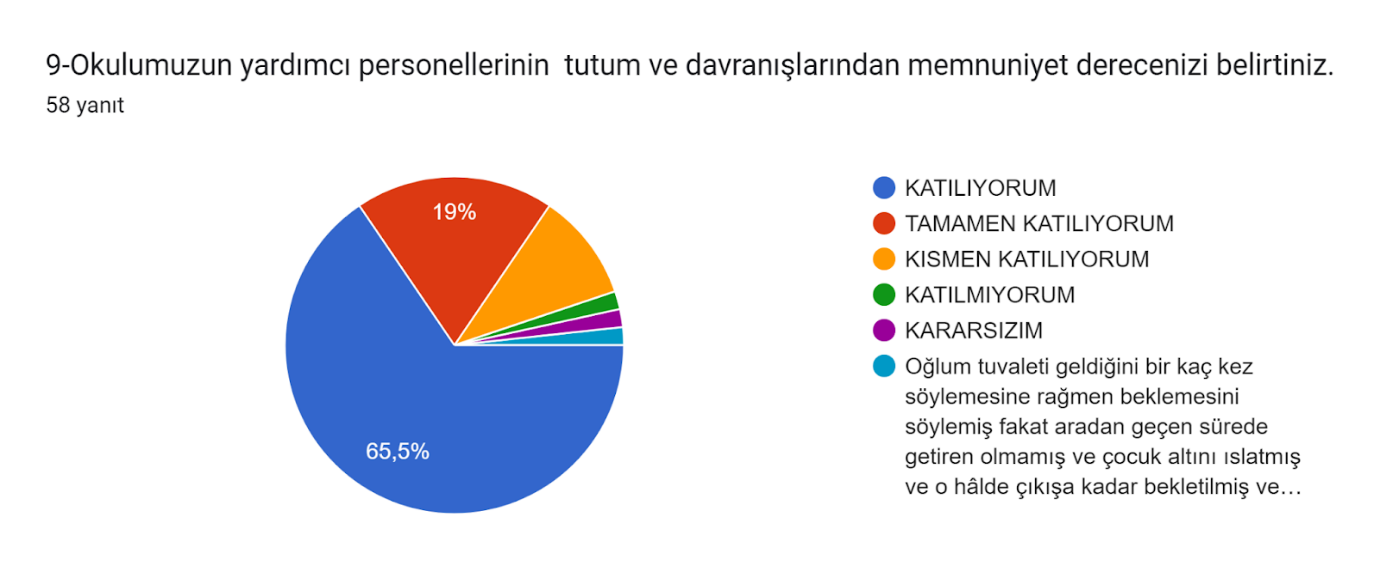 9-Okulumuzun yardımcı personellerinin  tutum ve davranışlarından memnuniyet derecenizi belirtiniz.
58 yanıt
19%
65,5%
KATILIYORUM
TAMAMEN KATILIYORUM
KISMEN KATILIYORUM
KATILMIYORUM
KARARSIZIM
Oğlum tuvaleti geldiğini bir kaç kez
söylemesine rağmen beklemesini
söylemiş fakat aradan geçen sürede
getiren olmamış ve çocuk altını ıslatmış
ve o hâlde çıkışa kadar bekletilmiş ve…